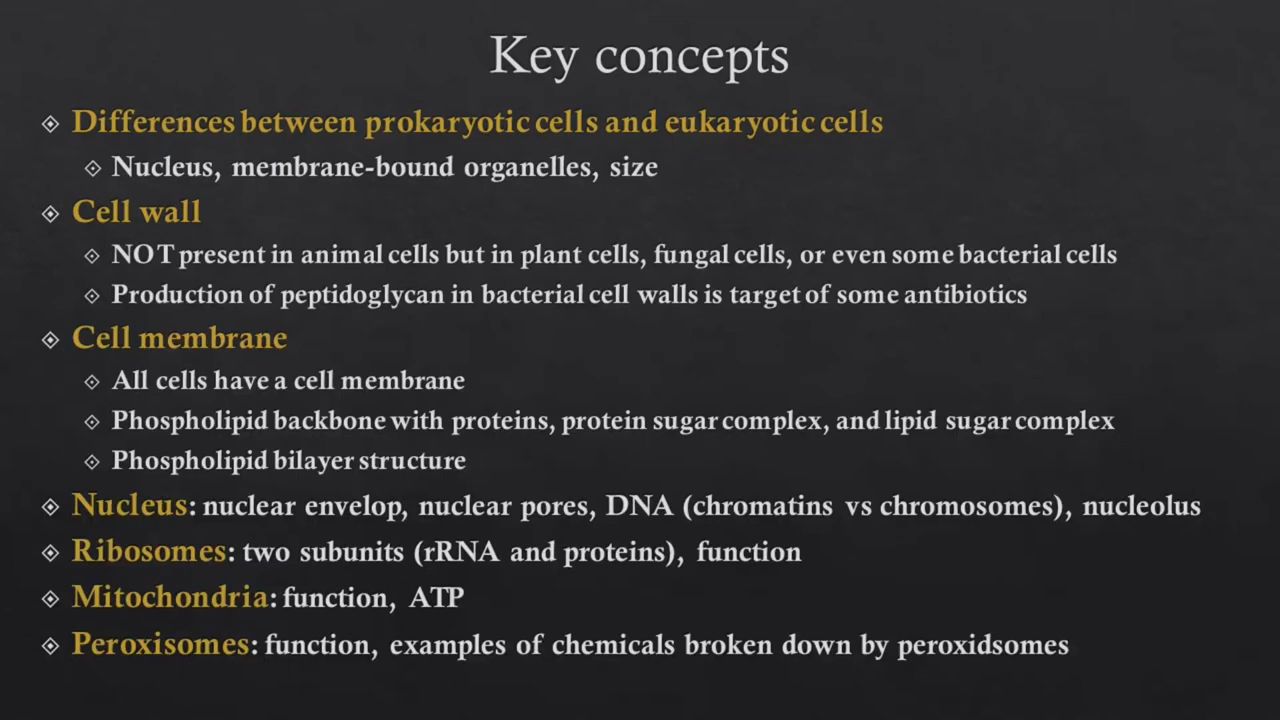 Key concepts
Differences between prokaryotic cells and eukaryotic cells
Nucleus, membrane-bound organelles, size
Cell wall
NOT present in animal cells but in plant cells, fungal cells, or even some bacterial cells
Production of peptidoglycan in bacterial cell walls is target of some antibiotics
Cell membrane
All cells have a cell membrane
Phospholipid backbone with proteins, protein sugar complex, and lipid sugar complex
Phospholipid bilayer structure
Nucleus: nuclear envelop, nuclear pores, DNA (chromatins vs chromosomes), nucleolus
Ribosomes: two subunits (rRNA and proteins), function
Mitochondria: function, ATP
Peroxisomes: function, examples of chemicals broken down by peroxidsomes